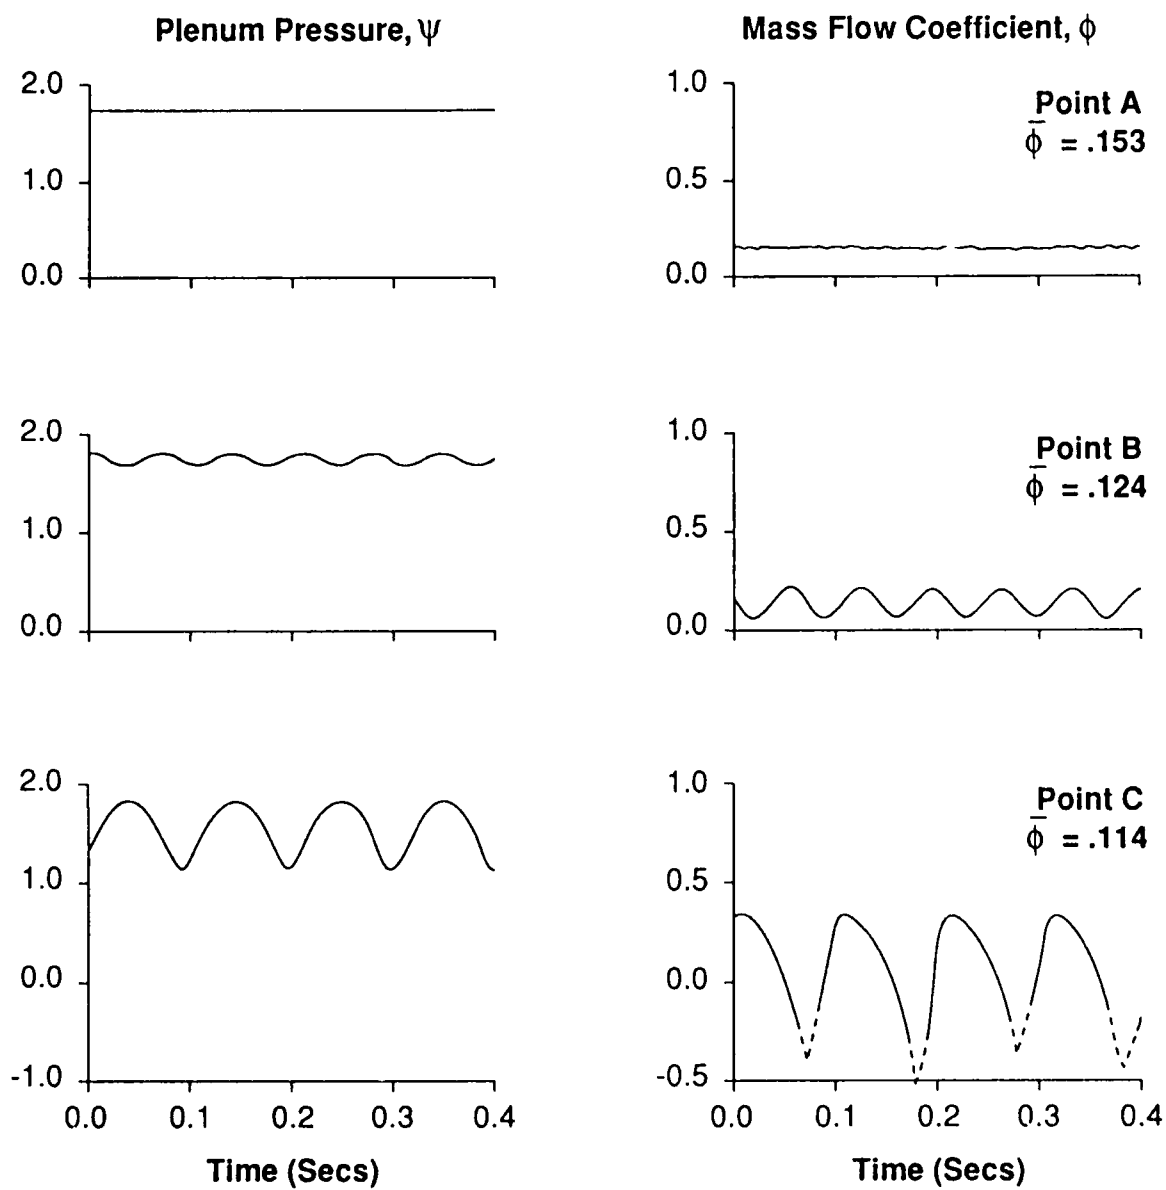 Plenum Pressure, ψ
Mass Flow Coefficient, ϕ
2.0
1.0
0.0
1.0
0.5
0.0
Point A
ϕ̄ = .153
2.0
1.0
0.0
1.0
0.5
0.0
Point B
ϕ̄ = .124
2.0
1.0
0.0
-1.0
0.0 0.1 0.2 0.3 0.4
Time (Secs)
1.0
0.5
0.0
-0.5
Point C
ϕ̄ = .114
0.0 0.1 0.2 0.3 0.4
Time (Secs)